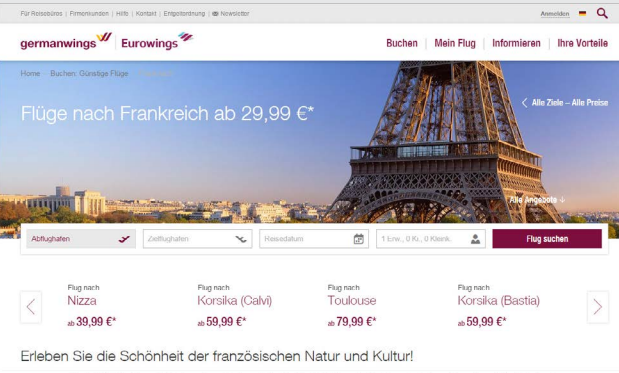 Für Reisebüros | Firmenkunden | Hilfe | Kontakt | Entgeltordnung | Newsletter
Anmelden
germanwings Eurowings
Buchen | Mein Flug | Informieren | Ihre Vorteile
Home Buchen: Günstige Flüge
Flüge nach Frankreich ab 29,99 €*
Alle Ziele – Alle Preise
Alle Angebote
Abflughafen Zielflughafen Reisedatum 1 Erw., 0 Ki., 0 Kleink. Flug suchen
Flug nach Flug nach Flug nach Flug nach
Nizza Korsika (Calvi) Toulouse Korsika (Bastia)
ab 39,99 €* ab 59,99 €* ab 79,99 €* ab 59,99 €*
Erleben Sie die Schönheit der französischen Natur und Kultur!